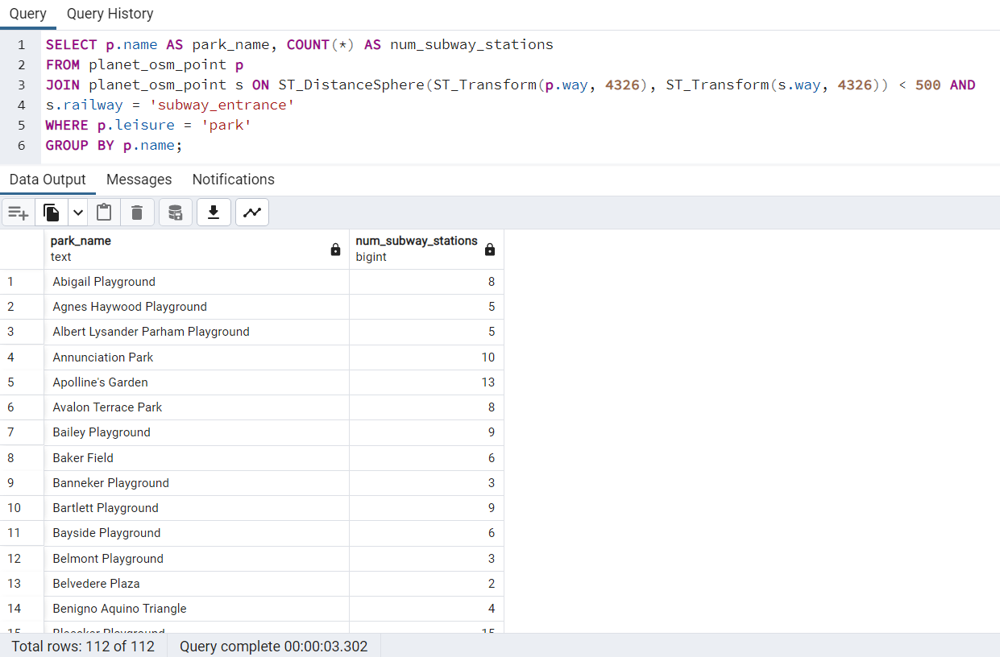 Query Query History
1 SELECT p.name AS park_name, COUNT(*) AS num_subway_stations
2 FROM planet_osm_point p
3 JOIN planet_osm_point s ON ST_DistanceSphere(ST_Transform(p.way, 4326), ST_Transform(s.way, 4326)) < 500 AND
4 s.railway = 'subway_entrance'
5 WHERE p.leisure = 'park'
6 GROUP BY p.name;
Data Output Messages Notifications
park_name num_subway_stations
text bigint
1 Abigail Playground 8
2 Agnes Haywood Playground 5
3 Albert Lysander Parham Playground 5
4 Annunciation Park 10
5 Apolline's Garden 13
6 Avalon Terrace Park 8
7 Bailey Playground 9
8 Baker Field 6
9 Banneker Playground 3
10 Bartlett Playground 9
11 Bayside Playground 6
12 Belmont Playground 3
13 Belvedere Plaza 2
14 Benigno Aquino Triangle 4
15 Bleecker Playground 15
Total rows: 112 of 112 Query complete 00:00:03.302